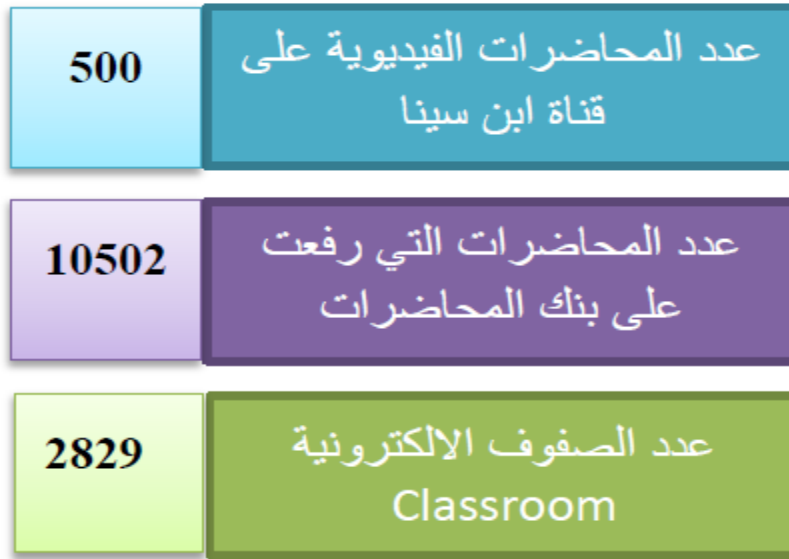 عدد المحاضرات الفيديوية على
قناة ابن سينا
500
عدد المحاضرات التي رفعت
على بنك المحاضرات
10502
عدد الصفوف الالكترونية
Classroom
2829